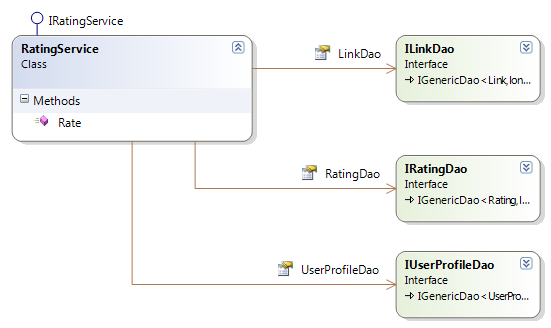 IRatingService
RatingService
Class
Methods
Rate
LinkDao
ILinkDao
Interface
IGenericDao<Link,lon...
RatingDao
IRatingDao
Interface
IGenericDao<Rating, l...
UserProfileDao
IUserProfileDao
Interface
IGenericDao<UserPro...